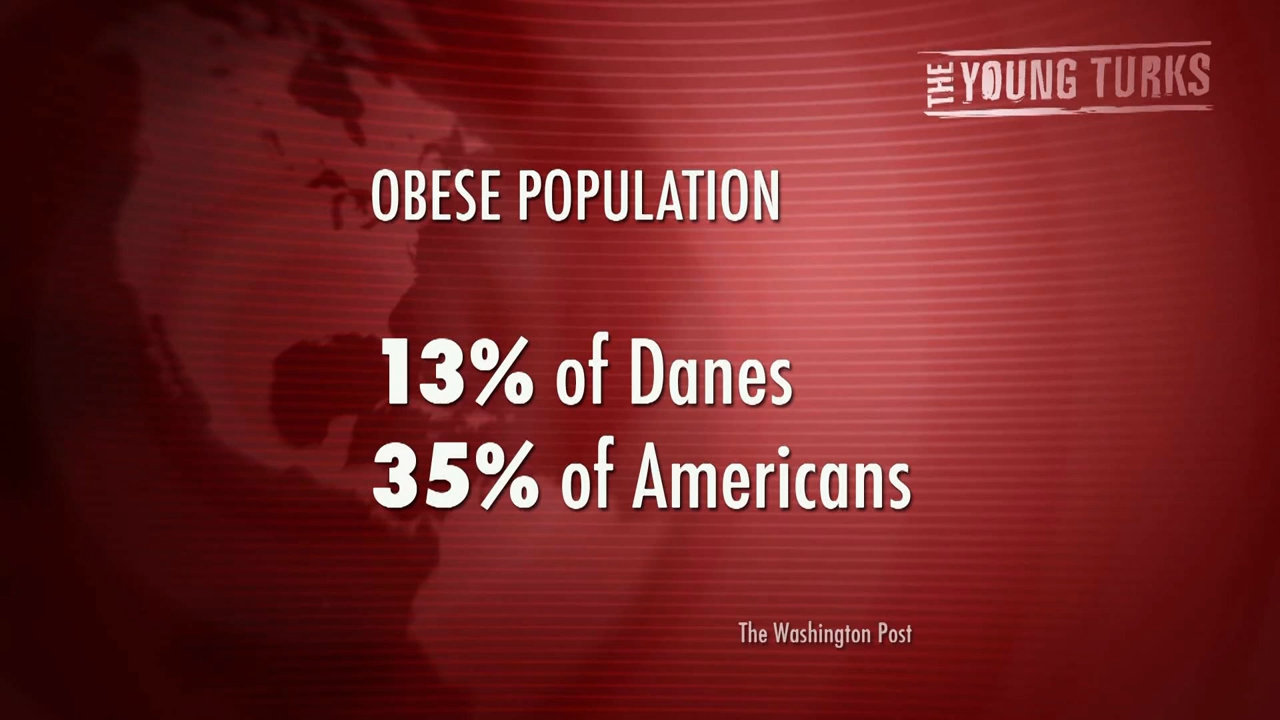 THE YOUNG TURKS
OBESE POPULATION
13% of Danes
35% of Americans
The Washington Post